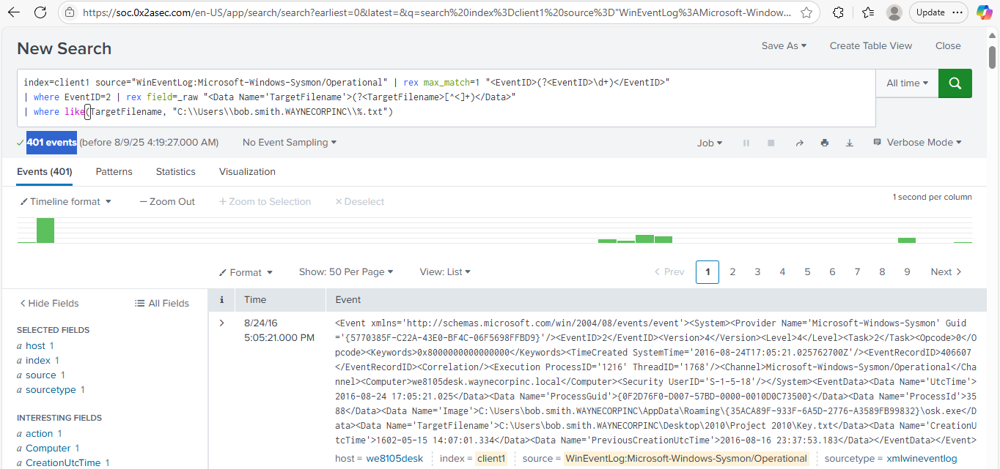 https://soc.0x2asec.com/en-US/app/search/search?earliest=0&latest=&q=search%20index%3Dclient1%20source%3D"WinEventLog%3AMicrosoft-Window...
Update
New Search
Save As
Create Table View
Close
index=client1 source="WinEventLog:Microsoft-Windows-Sysmon/Operational" | rex max_match=1 "<EventID>(?<EventID>\d+)</EventID>"
| where EventID=2 | rex field=_raw "<Data Name='TargetFilename'>(?<TargetFilename>[^<]+)</Data>"
| where like(TargetFilename, "C:\\Users\\bob.smith.WAYNECORPINC\\%.txt")
All time
401 events (before 8/9/25 4:19:27.000 AM)
No Event Sampling
Job
Verbose Mode
Events (401)
Patterns
Statistics
Visualization
Timeline format
Zoom Out
Zoom to Selection
Deselect
1 second per column
Format
Show: 50 Per Page
View: List
Prev
1
2
3
4
5
6
7
8
9
Next
Hide Fields
All Fields
i
Time
Event
SELECTED FIELDS
a host 1
a index 1
a source 1
a sourcetype 1
INTERESTING FIELDS
a action 1
a Computer 1
a CreationUtcTime 1
8/24/16
5:05:21.000 PM
<Event xmlns='http://schemas.microsoft.com/win/2004/08/events/event'><System><Provider Name='Microsoft-Windows-Sysmon' Guid
='{5770385F-C22A-43E0-BF4C-06F5698FFBD9}'/><EventID>2</EventID><Version>4</Version><Level>4</Level><Task>2</Task><Opcode>0</O
pcode><Keywords>0x8000000000000000</Keywords><TimeCreated SystemTime='2016-08-24T17:05:21.025762700Z'/><EventRecordID>406607
</EventRecordID><Correlation/><Execution ProcessID='1216' ThreadID='1768'/><Channel>Microsoft-Windows-Sysmon/Operational</Cha
nnel><Computer>we8105desk.waynecorpinc.local</Computer><Security UserID='S-1-5-18'/></System><EventData><Data Name='UtcTime'>
2016-08-24 17:05:21.025</Data><Data Name='ProcessGuid'>{0F2D76F0-D007-57BD-0000-0010D0C73500}</Data><Data Name='ProcessId'>35
88</Data><Data Name='Image'>C:\Users\bob.smith.WAYNECORPINC\AppData\Roaming\{35ACA89F-933F-6A5D-2776-A3589FB99832}\osk.exe</D
ata><Data Name='TargetFilename'>C:\Users\bob.smith.WAYNECORPINC\Desktop\2010\Project 2010\Key.txt</Data><Data Name='CreationU
tcTime'>1602-05-15 14:07:01.334</Data><Data Name='PreviousCreationUtcTime'>2016-08-16 23:37:53.183</Data></EventData></Event>
host = we8105desk
index = client1
source = WinEventLog:Microsoft-Windows-Sysmon/Operational
sourcetype = xmlwineventlog